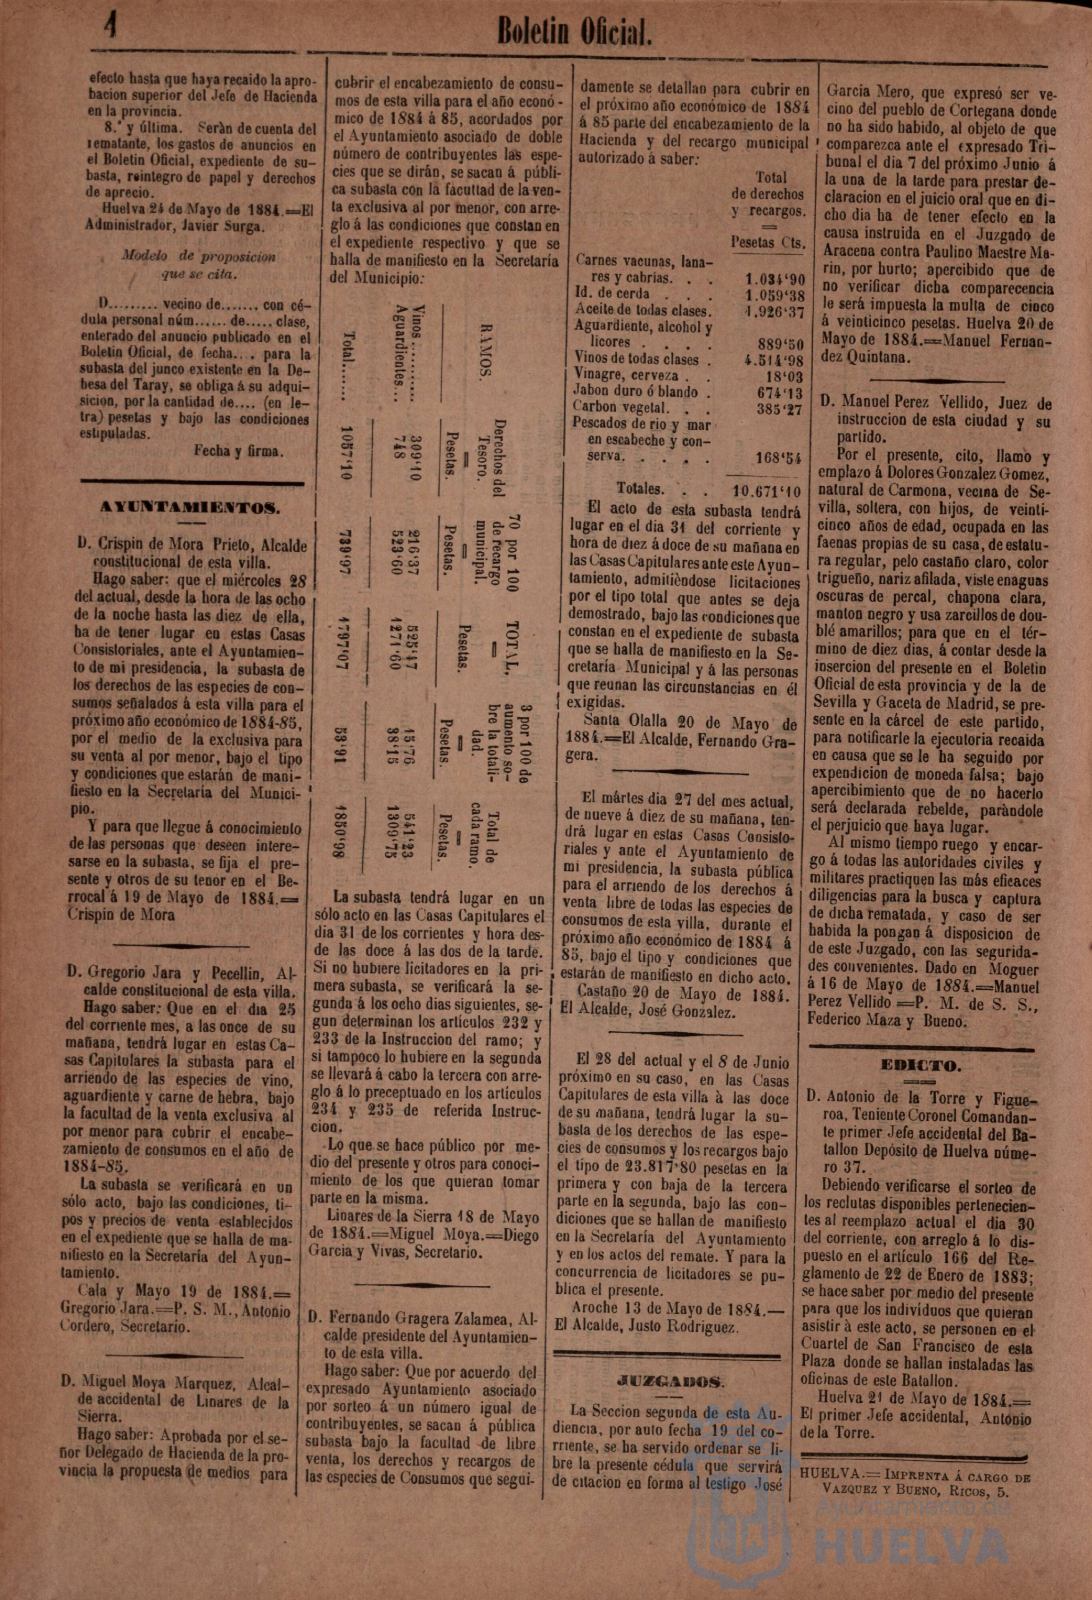 4
Boletin Oficial.
efecto hasta que haya recaido la apro-
bacion superior del Jefe de Hacienda
en la provincia.
8.ª y última. Seràn de cuenta del
rematante, los gastos de anuncios en
el Boletin Oficial, expediente de su-
basta, reintegro de papel y derechos
de aprecio.
Huelva 24 de Mayo de 1884.=El
Administrador, Javier Surga.
Modelo de proposicion
que se cita.
D......... vecino de....... con cé-
dula personal núm...... de..... clase,
enterado del anuncio publicado en el
Boletin Oficial, de fecha.... para la
subasta del junco existente en la De-
hesa del Taray, se obliga á su adqui-
sicion, por la cantidad de.... (en le-
tra) pesetas y bajo las condiciones
estipuladas.
Fecha y firma.
AYUNTAMIENTOS.
D. Crispin de Mora Prieto, Alcalde
constitucional de esta villa.
Hago saber: que el miércoles 28
del actual, desde la hora de las ocho
de la noche hasta las diez de ella,
ha de tener lugar en estas Casas
Consistoriales, ante el Ayuntamien-
to de mi presidencia, la subasta de
los derechos de las especies de con-
sumos señalados á esta villa para el
próximo año económico de 1884-85,
por el medio de la exclusiva para
su venta al por menor, bajo el tipo
y condiciones que estarán de mani-
fiesto en la Secretaría del Munici-
pio.
Y para que llegue á conocimiento
de las personas que deseen intere-
sarse en la subasta, se fija el pre-
sente y otros de su tenor en el Be-
rrocal á 19 de Mayo de 1884.=
Crispin de Mora
D. Gregorio Jara y Pecellin, Al-
calde constitucional de esta villa.
Hago saber: Que en el dia 25
del corriente mes, a las once de su
mañana, tendrá lugar en estas Ca-
sas Capitulares la subasta para el
arriendo de las especies de vino,
aguardiente y carne de hebra, bajo
la facultad de la venta exclusiva al
por menor para cubrir el encabe-
zamiento de consumos en el año de
1884-85.
La subasta se verificará en un
sólo acto, bajo las condiciones, ti-
pos y precios de venta establecidos
en el expediente que se halla de ma-
nifiesto en la Secretaría del Ayun-
tamiento.
Cala y Mayo 19 de 1884.=
Gregorio Jara.=P. S. M., Antonio
Cordero, Secretario.
D. Miguel Moya Marquez, Alcal-
de accidental de Linares de la
Sierra.
Hago saber: Aprobada por el se-
ñor Delegado de Hacienda de la pro-
vincia la propuesta de medios para
cubrir el encabezamiento de consu-
mos de esta villa para el año econó-
mico de 1884 á 85, acordados por
el Ayuntamiento asociado de doble
número de contribuyentes las espe-
cies que se dirán, se sacan á públi-
ca subasta con la facultad de la ven-
ta exclusiva al por menor, con arre-
glo á las condiciones que constan en
el expediente respectivo y que se
halla de manifiesto en la Secretaría
del Municipio:
RAMOS.
Derechos del Tesoro. = Pesetas.
70 por 100 de recargo municipal. = Pesetas.
TOTAL. = Pesetas.
3 por 100 de aumento so- bre la totali- dad. = Pesetas.
Total de cada ramo. = Pesetas.
Vinos.......... 309'10 216'37 525'47 15'76 541'23
Aguardientes... 748 523'60 1271'60 38'15 1309'75
Total...... 1057'10 739'97 1797'07 53'91 1850'98
La subasta tendrá lugar en un
sólo acto en las Casas Capitulares el
dia 31 de los corrientes y hora des-
de las doce á las dos de la tarde.
Si no hubiere licitadores en la pri-
mera subasta, se verificará la se-
gunda á los ocho dias siguientes, se-
gun determinan los artículos 232 y
233 de la Instruccion del ramo; y
si tampoco lo hubiere en la segunda
se llevará á cabo la tercera con arre-
glo á lo preceptuado en los artículos
234 y 235 de referida Instruc-
cion.
Lo que se hace público por me-
dio del presente y otros para conoci-
miento de los que quieran tomar
parte en la misma.
Linares de la Sierra 18 de Mayo
de 1884.=Miguel Moya.=Diego
Garcia y Vivas, Secretario.
D. Fernando Gragera Zalamea, Al-
calde presidente del Ayuntamien-
to de esta villa.
Hago saber: Que por acuerdo del
expresado Ayuntamiento asociado
por sorteo á un número igual de
contribuyentes, se sacan á pública
subasta bajo la facultad de libre
venta, los derechos y recargos de
las especies de Consumos que segui-
damente se detallan para cubrir en
el próximo año económico de 1884
á 85 parte del encabezamiento de la
Hacienda y del recargo municipal
autorizado á saber:
Total
de derechos
y recargos.
=
Pesetas Cts.
Carnes vacunas, lana-
res y cabrias. . . 1.034'90
Id. de cerda . . . 1.059'38
Aceite de todas clases. 1.926'37
Aguardiente, alcohol y
licores . . . . 889'50
Vinos de todas clases . 4.514'98
Vinagre, cerveza . . 18'03
Jabon duro ó blando . 674'13
Carbon vegetal. . . 385'27
Pescados de rio y mar
en escabeche y con-
serva. . . . . 168'54
Totales. . . 10.671'10
El acto de esta subasta tendrá
lugar en el dia 31 del corriente y
hora de diez á doce de su mañana en
las Casas Capitulares ante este Ayun-
tamiento, admitièndose licitaciones
por el tipo total que antes se deja
demostrado, bajo las condiciones que
constan en el expediente de subasta
que se halla de manifiesto en la Se-
cretaría Municipal y á las personas
que reunan las circunstancias en él
exigidas.
Santa Olalla 20 de Mayo de
1884.=El Alcalde, Fernando Gra-
gera.
El mártes dia 27 del mes actual,
de nueve á diez de su mañana, ten-
drá lugar en estas Casas Consisto-
riales y ante el Ayuntamiento de
mi presidencia, la subasta pública
para el arriendo de los derechos á
venta libre de todas las especies de
consumos de esta villa, durante el
próximo año económico de 1884 á
85, bajo el tipo y condiciones que
estarán de manifiesto en dicho acto.
Castaño 20 de Mayo de 1884.
El Alcalde, José Gonzalez.
El 28 del actual y el 8 de Junio
próximo en su caso, en las Casas
Capitulares de esta villa à las doce
de su mañana, tendrá lugar la su-
basta de los derechos de las espe-
cies de consumos y los recargos bajo
el tipo de 23.817'80 pesetas en la
primera y con baja de la tercera
parte en la segunda, bajo las con-
diciones que se hallan de manifiesto
en la Secretaría del Ayuntamiento
y en los actos del remate. Y para la
concurrencia de licitadores se pu-
blica el presente.
Aroche 13 de Mayo de 1884.—
El Alcalde, Justo Rodriguez.
JUZGADOS.
La Seccion segunda de esta Au-
diencia, por auto fecha 19 del co-
rriente, se ha servido ordenar se li-
bre la presente cédula que servirá
de citacion en forma al testigo José
Garcia Mero, que expresó ser ve-
cino del pueblo de Cortegana donde
no ha sido habido, al objeto de que
comparezca ante el expresado Tri-
bunal el dia 7 del próximo Junio á
la una de la tarde para prestar de-
claracion en el juicio oral que en di-
cho dia ha de tener efecto en la
causa instruida en el Juzgado de
Aracena contra Paulino Maestre Ma-
rin, por hurto; apercibido que de
no verificar dicha comparecencia
le será impuesta la multa de cinco
á veinticinco pesetas. Huelva 20 de
Mayo de 1884.=Manuel Fernan-
dez Quintana.
D. Manuel Perez Vellido, Juez de
instruccion de esta ciudad y su
partido.
Por el presente, cito, llamo y
emplazo á Dolores Gonzalez Gomez,
natural de Carmona, vecina de Se-
villa, soltera, con hijos, de veinti-
cinco años de edad, ocupada en las
faenas propias de su casa, de estatu-
ra regular, pelo castaño claro, color
trigueño, nariz afilada, viste enaguas
oscuras de percal, chapona clara,
manton negro y usa zarcillos de dou-
blé amarillos; para que en el tér-
mino de diez dias, á contar desde la
insercion del presente en el Boletin
Oficial de esta provincia y de la de
Sevilla y Gaceta de Madrid, se pre-
sente en la cárcel de este partido,
para notificarle la ejecutoria recaida
en causa que se le ha seguido por
expendicion de moneda falsa; bajo
apercibimiento que de no hacerlo
será declarada rebelde, paràndole
el perjuicio que haya lugar.
Al mismo tiempo ruego y encar-
go á todas las autoridades civiles y
militares practiquen las más eficaces
diligencias para la busca y captura
de dicha rematada, y caso de ser
habida la pongan á disposicion de
de este Juzgado, con las segurida-
des convenientes. Dado en Moguer
á 16 de Mayo de 1884.=Manuel
Perez Vellido =P. M. de S. S.,
Federico Maza y Bueno.
EDICTO.
D. Antonio de la Torre y Figue-
roa, Teniente Coronel Comandan-
te primer Jefe accidental del Ba-
tallon Depósito de Huelva núme-
ro 37.
Debiendo verificarse el sorteo de
los reclutas disponibles pertenecien-
tes al reemplazo actual el dia 30
del corriente, con arreglo á lo dis-
puesto en el artículo 166 del Re-
glamento de 22 de Enero de 1883;
se hace saber por medio del presente
para que los individuos que quieran
asistir à este acto, se personen en el
Cuartel de San Francisco de esta
Plaza donde se hallan instaladas las
oficinas de este Batallon.
Huelva 21 de Mayo de 1884.=
El primer Jefe accidental, Antonio
de la Torre.
HUELVA.= IMPRENTA Á CARGO DE
VAZQUEZ Y BUENO, RICOS, 5.
Ayuntamiento de
HUELVA